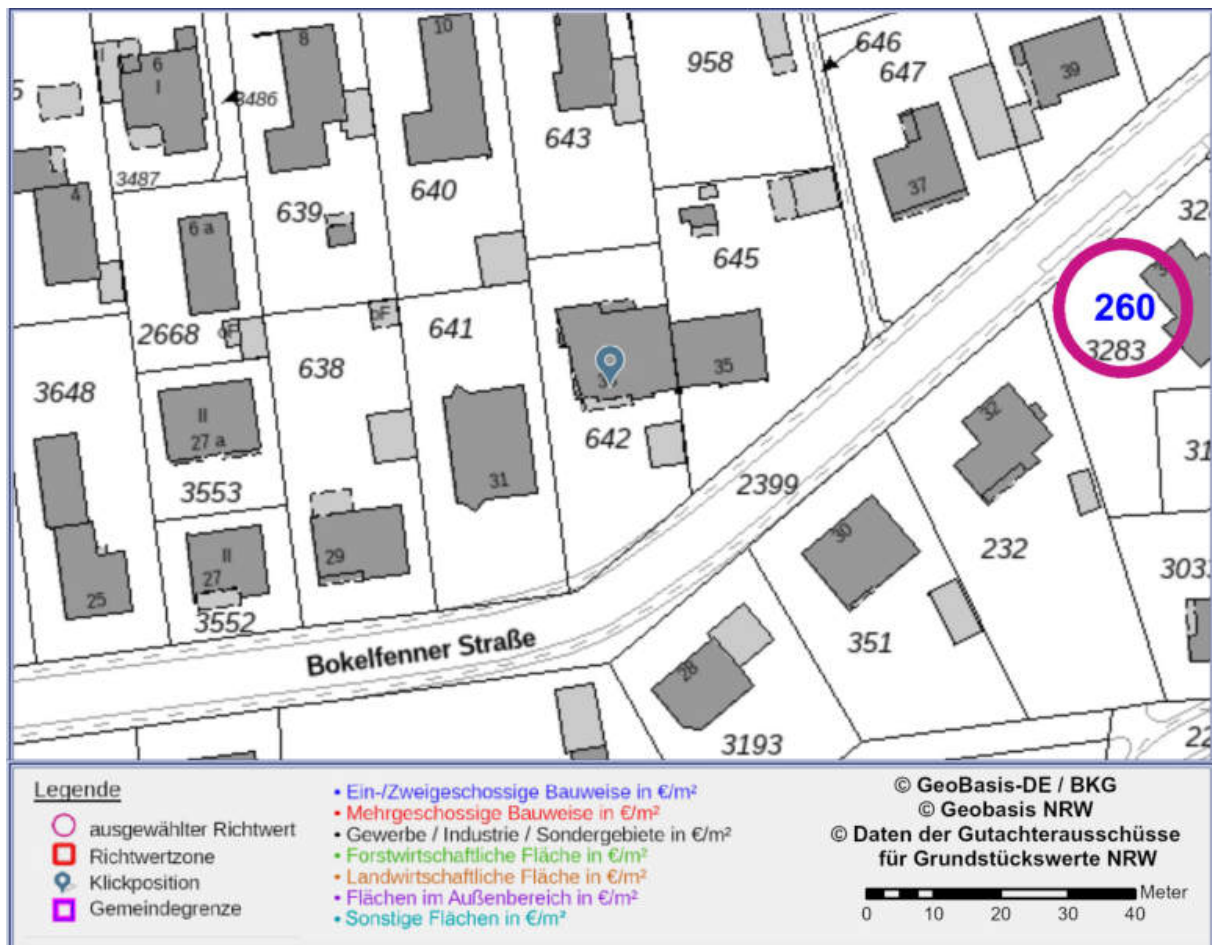 10
8
6
I
II
646
647
39
958
3486
643
3487
37
4
640
639
6 a
645
260
3283
2668
641
638
35
3648
642
32
II
27 a
31
3553
2399
30
232
II
27
29
25
3552
351
Bokelfenner Straße
28
3193
Legende
ausgewählter Richtwert
Richtwertzone
Klickposition
Gemeindegrenze
• Ein-/Zweigeschossige Bauweise in €/m²
• Mehrgeschossige Bauweise in €/m²
• Gewerbe / Industrie / Sondergebiete in €/m²
• Forstwirtschaftliche Fläche in €/m²
• Landwirtschaftliche Fläche in €/m²
• Flächen im Außenbereich in €/m²
• Sonstige Flächen in €/m²
© GeoBasis-DE / BKG
© Geobasis NRW
© Daten der Gutachterausschüsse
für Grundstückswerte NRW
Meter
0 10 20 30 40